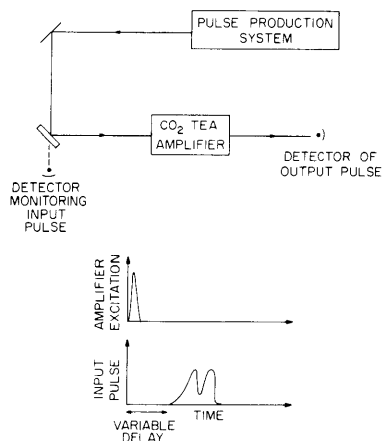 PULSE PRODUCTION
SYSTEM
CO2 TEA
AMPLIFIER
DETECTOR OF
OUTPUT PULSE
DETECTOR
MONITORING
INPUT
PULSE
AMPLIFIER
EXCITATION
INPUT
PULSE
VARIABLE
DELAY
TIME